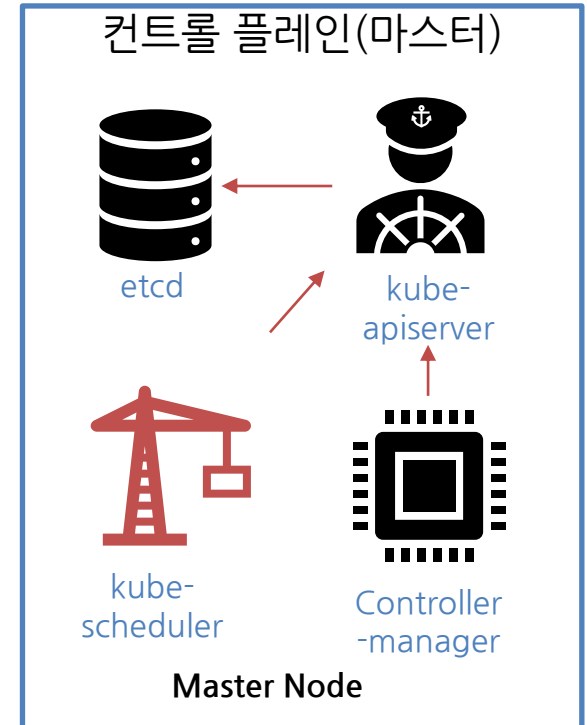 컨트롤 플레인(마스터)
etcd
kube-
apiserver
kube-
scheduler
Controller
-manager
Master Node